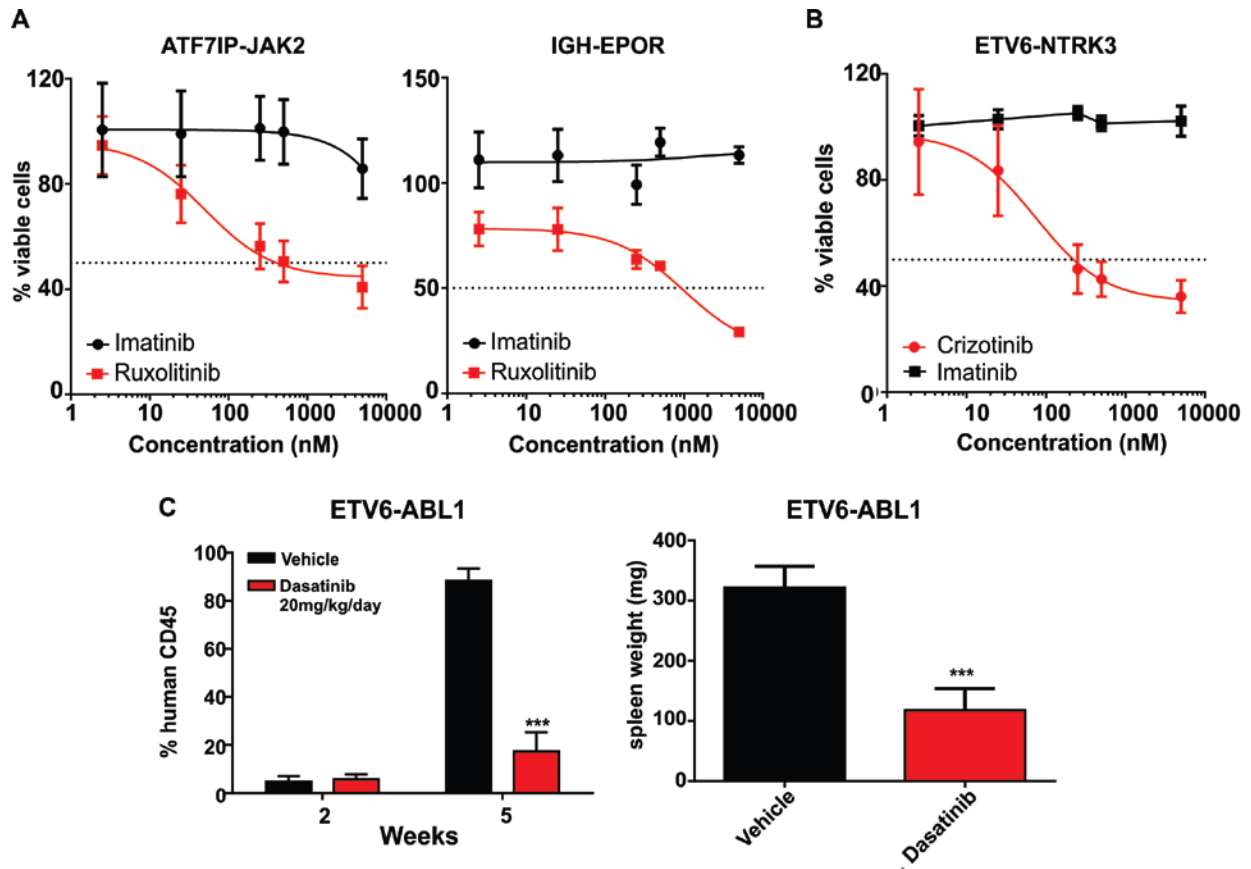 A
ATF7IP-JAK2
120
80
40
0
% viable cells
Imatinib
Ruxolitinib
1 10 100 1000 10000
Concentration (nM)
IGH-EPOR
150
100
50
0
Imatinib
Ruxolitinib
1 10 100 1000 10000
Concentration (nM)
B
ETV6-NTRK3
120
80
40
0
% viable cells
Crizotinib
Imatinib
1 10 100 1000 10000
Concentration (nM)
C
ETV6-ABL1
100
80
60
40
20
0
% human CD45
Vehicle
Dasatinib
20mg/kg/day
***
2 5
Weeks
ETV6-ABL1
400
300
200
100
0
spleen weight (mg)
***
Vehicle
Dasatinib